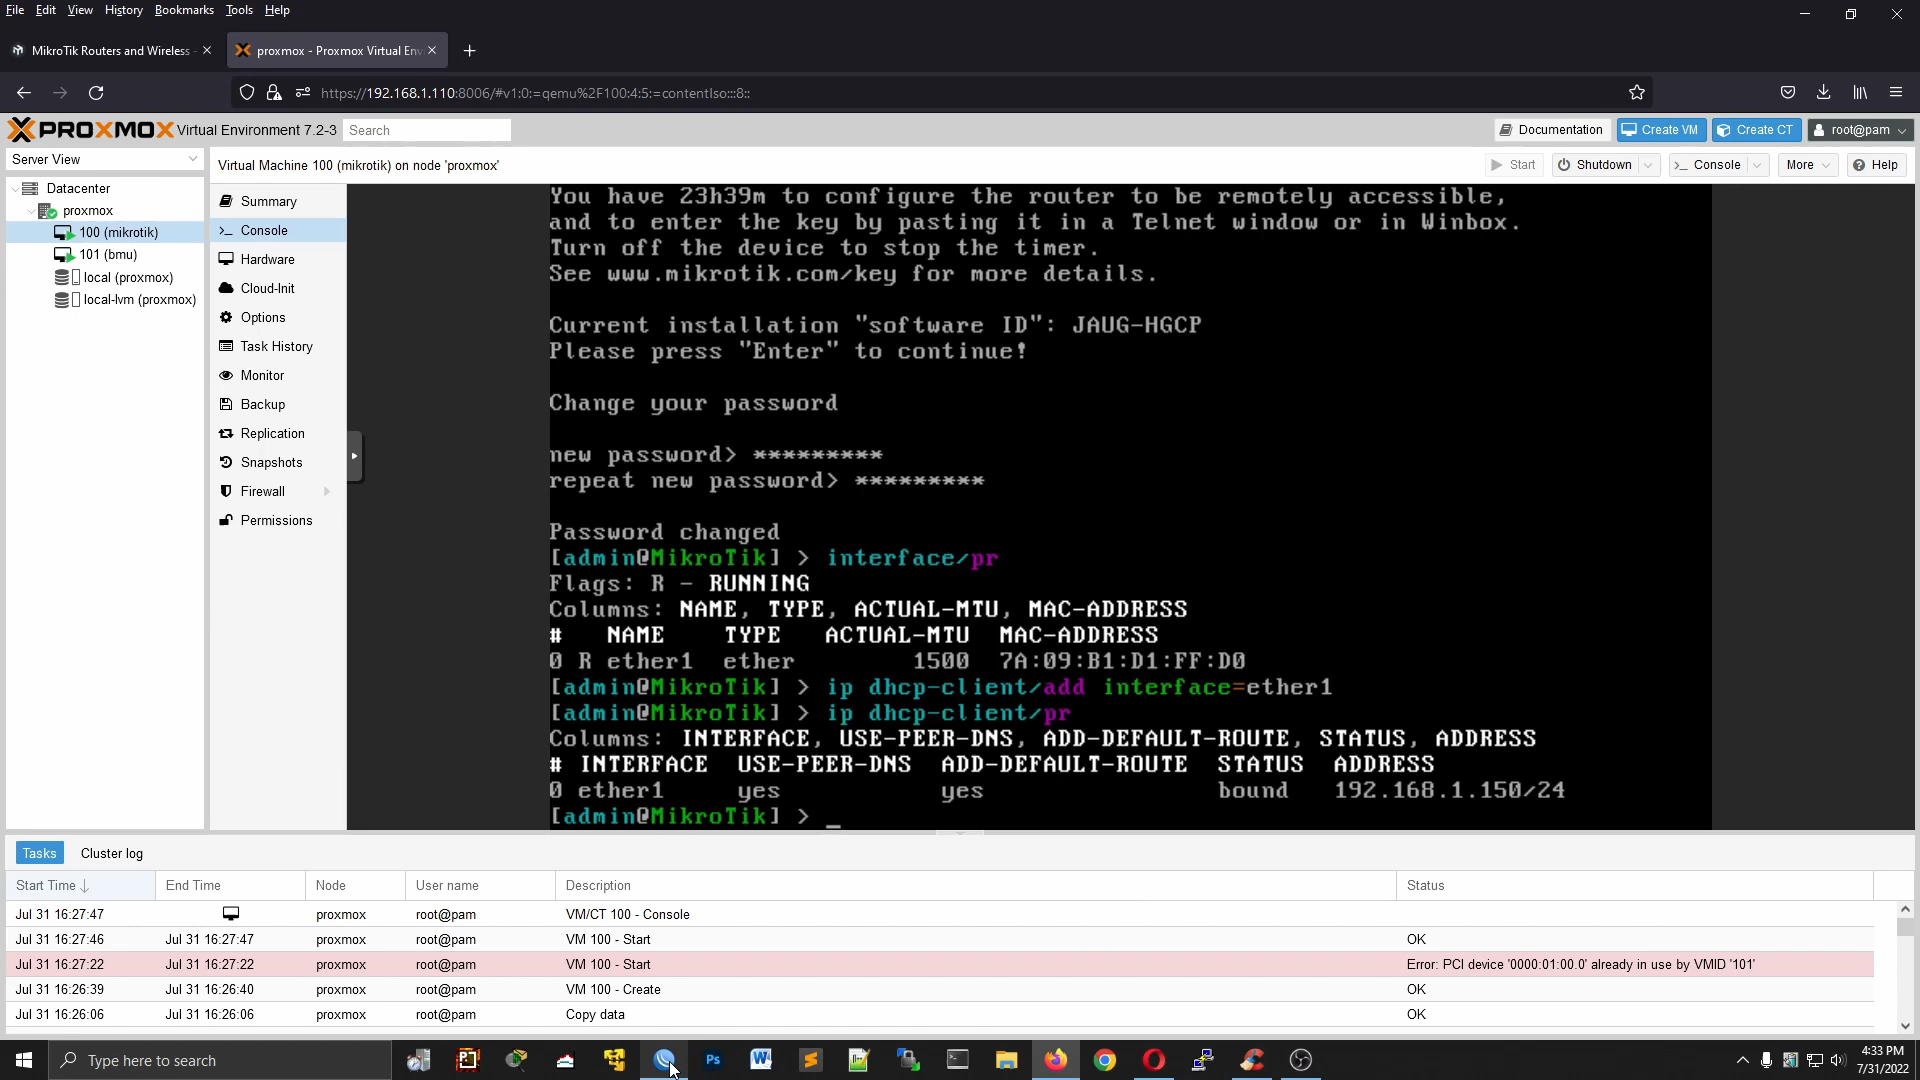 File Edit View History Bookmarks Tools Help
MikroTik Routers and Wireless -
proxmox - Proxmox Virtual Env
https://192.168.1.110:8006/#v1:0:=qemu%2F100:4:5:=contentIso:::8::
PROXMOX Virtual Environment 7.2-3 Search Documentation Create VM Create CT root@pam
Server View
Virtual Machine 100 (mikrotik) on node 'proxmox' Start Shutdown Console More Help
Datacenter
proxmox
100 (mikrotik)
101 (bmu)
local (proxmox)
local-lvm (proxmox)
Summary
Console
Hardware
Cloud-Init
Options
Task History
Monitor
Backup
Replication
Snapshots
Firewall
Permissions
You have 23h39m to configure the router to be remotely accessible,
and to enter the key by pasting it in a Telnet window or in Winbox.
Turn off the device to stop the timer.
See www.mikrotik.com/key for more details.
Current installation "software ID": JAUG-HGCP
Please press "Enter" to continue!
Change your password
new password> *********
repeat new password> *********
Password changed
[admin@MikroTik] > interface/pr
Flags: R - RUNNING
Columns: NAME, TYPE, ACTUAL-MTU, MAC-ADDRESS
# NAME TYPE ACTUAL-MTU MAC-ADDRESS
0 R ether1 ether 1500 7A:09:B1:D1:FF:D0
[admin@MikroTik] > ip dhcp-client/add interface=ether1
[admin@MikroTik] > ip dhcp-client/pr
Columns: INTERFACE, USE-PEER-DNS, ADD-DEFAULT-ROUTE, STATUS, ADDRESS
# INTERFACE USE-PEER-DNS ADD-DEFAULT-ROUTE STATUS ADDRESS
0 ether1 yes yes bound 192.168.1.150/24
[admin@MikroTik] > _
Tasks Cluster log
Start Time End Time Node User name Description Status
Jul 31 16:27:47 proxmox root@pam VM/CT 100 - Console
Jul 31 16:27:46 Jul 31 16:27:47 proxmox root@pam VM 100 - Start OK
Jul 31 16:27:22 Jul 31 16:27:22 proxmox root@pam VM 100 - Start Error: PCI device '0000:01:00.0' already in use by VMID '101'
Jul 31 16:26:39 Jul 31 16:26:40 proxmox root@pam VM 100 - Create OK
Jul 31 16:26:06 Jul 31 16:26:06 proxmox root@pam Copy data OK
Type here to search
Ps
4:33 PM
7/31/2022